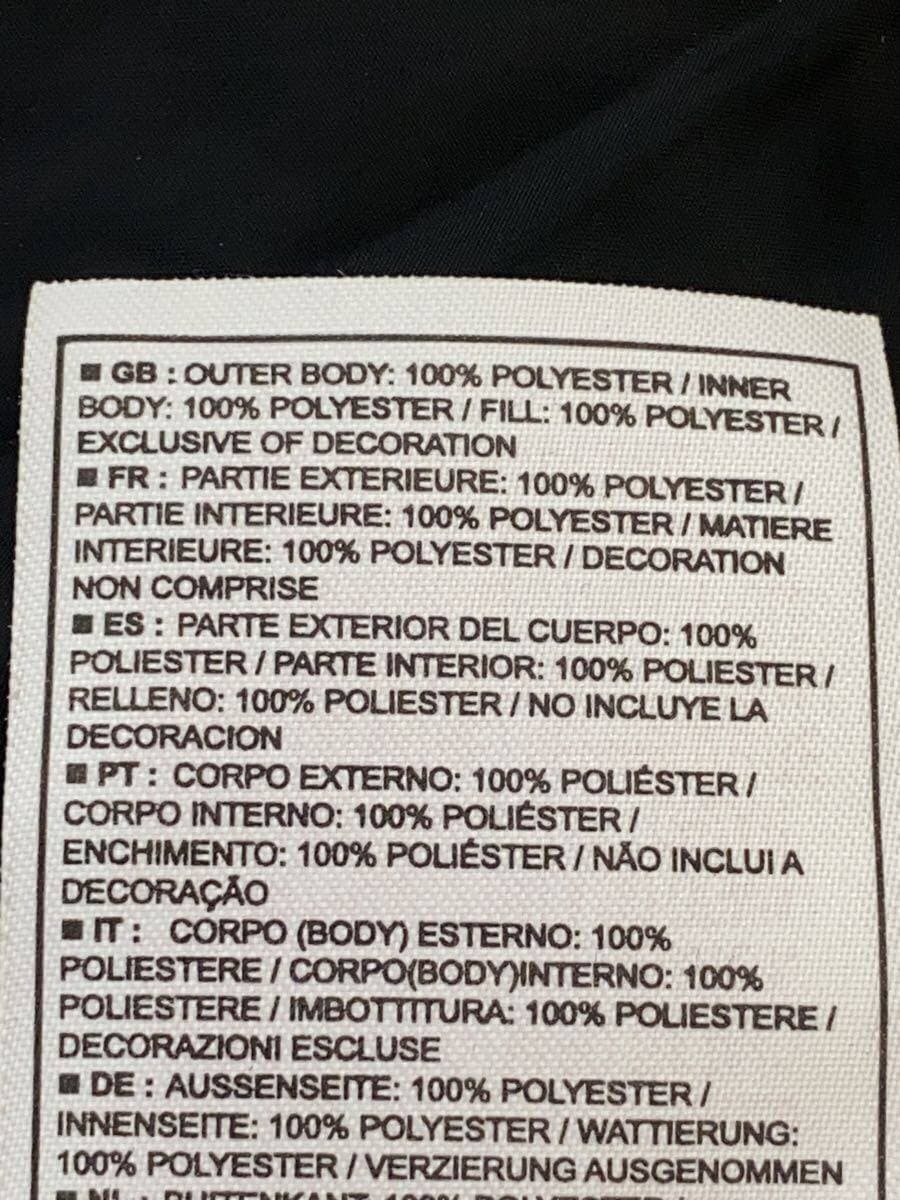 ■ GB : OUTER BODY: 100% POLYESTER / INNER
BODY: 100% POLYESTER / FILL: 100% POLYESTER /
EXCLUSIVE OF DECORATION
■ FR : PARTIE EXTERIEURE: 100% POLYESTER /
PARTIE INTERIEURE: 100% POLYESTER / MATIERE
INTERIEURE: 100% POLYESTER / DECORATION
NON COMPRISE
■ ES : PARTE EXTERIOR DEL CUERPO: 100%
POLIESTER / PARTE INTERIOR: 100% POLIESTER /
RELLENO: 100% POLIESTER / NO INCLUYE LA
DECORACION
■ PT : CORPO EXTERNO: 100% POLIÉSTER /
CORPO INTERNO: 100% POLIÉSTER /
ENCHIMENTO: 100% POLIÉSTER / NÃO INCLUI A
DECORAÇÃO
■ IT : CORPO (BODY) ESTERNO: 100%
POLIESTERE / CORPO(BODY)INTERNO: 100%
POLIESTERE / IMBOTTITURA: 100% POLIESTERE /
DECORAZIONI ESCLUSE
■ DE : AUSSENSEITE: 100% POLYESTER /
INNENSEITE: 100% POLYESTER / WATTIERUNG:
100% POLYESTER / VERZIERUNG AUSGENOMMEN
■ NL : BUITENKANT: 100% POLYESTER /